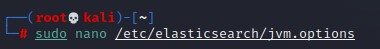 ┌──(root💀kali)-[~]
└─# sudo nano /etc/elasticsearch/jvm.options